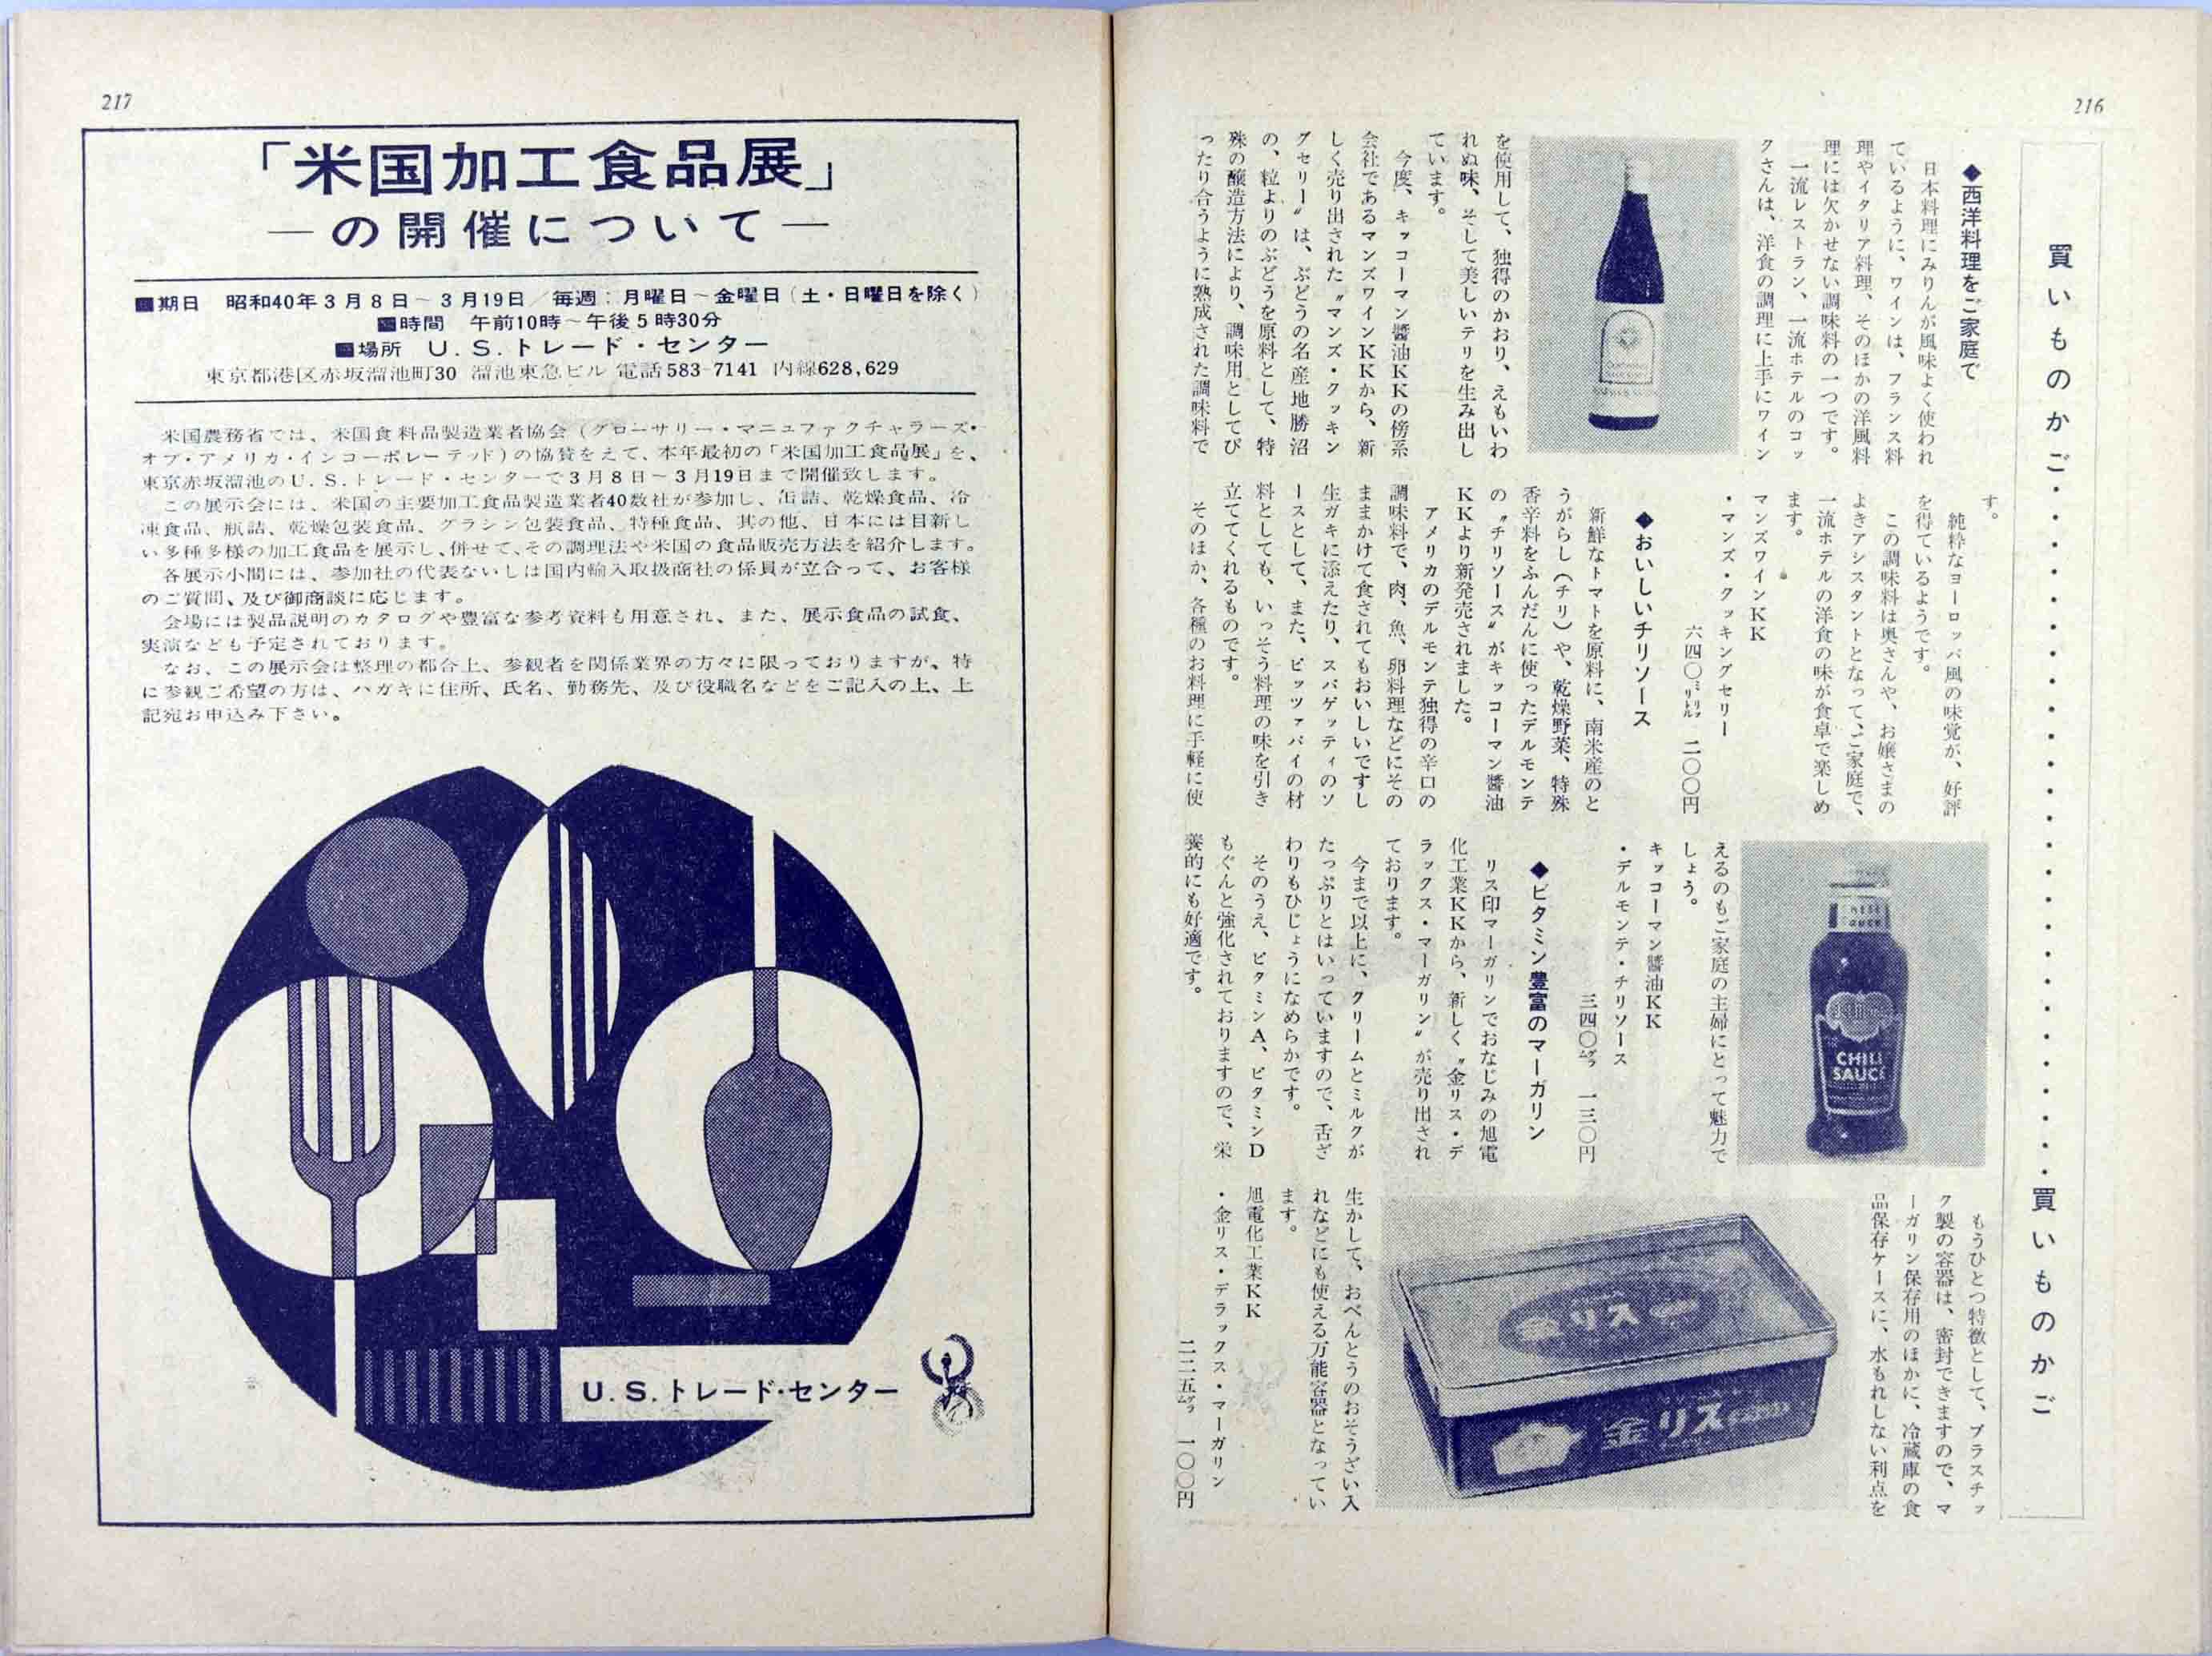 216
買いものかご・・・・・・・・・・・・・・・・・・・・・買いものかご
◆西洋料理をご家庭で
日本料理にみりんが風味よく使われ
ているように、ワインは、フランス料
理やイタリア料理、そのほかの洋風料
理には欠かせない調味料の一つです。
一流レストラン、一流ホテルのコッ
クさんは、洋食の調理に上手にワイン
を使用して、独得のかおり、えもいわ
れぬ味、そして美しいテリを生み出し
ています。
今度、キッコーマン醬油KKの傍系
会社であるマンズワインKKから、新
しく売り出された〝マンズ・クッキン
グセリー〟は、ぶどうの名産地勝沼
の、粒よりのぶどうを原料として、特
殊の醸造方法により、調味用としてぴ
ったり合うように熟成された調味料で
す。
純粋なヨーロッパ風の味覚が、好評
を得ているようです。
この調味料は奥さんや、お嬢さまの
よきアシスタントとなって、ご家庭で、
一流ホテルの洋食の味が食卓で楽しめ
ます。
マンズワインKK
・マンズ・クッキングセリー
六四〇ミリリットル 二〇〇円
◆おいしいチリソース
新鮮なトマトを原料に、南米産のと
うがらし(チリ)や、乾燥野菜、特殊
香辛料をふんだんに使ったデルモンテ
の〝チリソース〟がキッコーマン醬油
KKより新発売されました。
アメリカのデルモンテ独得の辛口の
調味料で、肉、魚、卵料理などにその
ままかけて食されてもおいしいですし
生ガキに添えたり、スパゲッティのソ
ースとして、また、ピッツァパイの材
料としても、いっそう料理の味を引き
立ててくれるものです。
そのほか、各種のお料理に手軽に使
えるのもご家庭の主婦にとって魅力で
しょう。
キッコーマン醬油KK
・デルモンテ・チリソース
三四〇グラム 一三〇円
CHILI
SAUCE
◆ビタミン豊富のマーガリン
リス印マーガリンでおなじみの旭電
化工業KKから、新しく〝金リス・デ
ラックス・マーガリン〟が売り出され
ております。
今まで以上に、クリームとミルクが
たっぷりとはいっていますので、舌ざ
わりもひじょうになめらかです。
そのうえ、ビタミンA、ビタミンD
もぐんと強化されておりますので、栄
養的にも好適です。
もうひとつ特徴として、プラスチッ
ク製の容器は、密封できますので、マ
ーガリン保存用のほかに、冷蔵庫の食
品保存ケースに、水もれしない利点を
生かして、おべんとうのおそうざい入
れなどにも使える万能容器となってい
ます。
旭電化工業KK
・金リス・デラックス・マーガリン
二二五グラム 一〇〇円
金リス
金リス
217
「米国加工食品展」
―の開催について―
■期日 昭和40年3月8日~3月19日/毎週:月曜日~金曜日(土・日曜日を除く)
■時間 午前10時~午後5時30分
■場所 U.S.トレード・センター
東京都港区赤坂溜池町30 溜池東急ビル 電話583-7141 内線628,629
米国農務省では、米国食料品製造業者協会(グローサリー・マニュファクチャラーズ・
オブ・アメリカ・インコーポレーテッド)の協賛をえて、本年最初の「米国加工食品展」を、
東京赤坂溜池のU.S.トレード・センターで3月8日~3月19日まで開催致します。
この展示会には、米国の主要加工食品製造業者40数社が参加し、缶詰、乾燥食品、冷
凍食品、瓶詰、乾燥包装食品、グラシン包装食品、特種食品、其の他、日本には目新し
い多種多様の加工食品を展示し、併せて、その調理法や米国の食品販売方法を紹介します。
各展示小間には、参加社の代表ないしは国内輸入取扱商社の係員が立合って、お客様
のご質問、及び御商談に応じます。
会場には製品説明のカタログや豊富な参考資料も用意され、また、展示食品の試食、
実演なども予定されております。
なお、この展示会は整理の都合上、参観者を関係業界の方々に限っておりますが、特
に参観ご希望の方は、ハガキに住所、氏名、勤務先、及び役職名などをご記入の上、上
記宛お申込み下さい。
U.S.トレード・センター